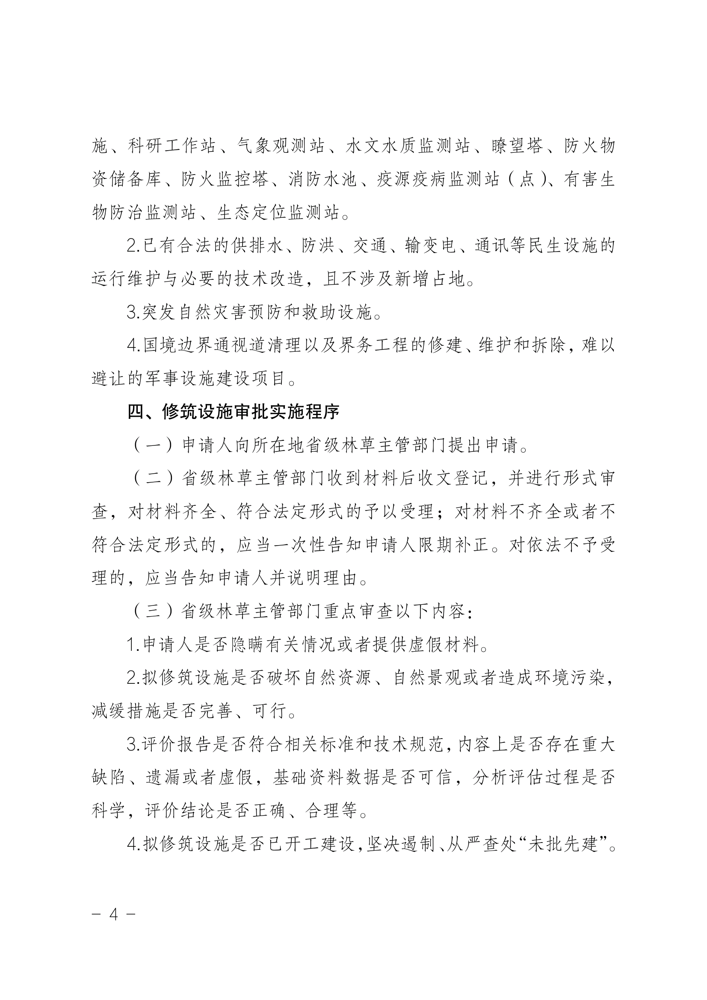 施、科研工作站、气象观测站、水文水质监测站、瞭望塔、防火物
资储备库、防火监控塔、消防水池、疫源疫病监测站（点）、有害生
物防治监测站、生态定位监测站。
2.已有合法的供排水、防洪、交通、输变电、通讯等民生设施的
运行维护与必要的技术改造，且不涉及新增占地。
3.突发自然灾害预防和救助设施。
4.国境边界通视道清理以及界务工程的修建、维护和拆除，难以
避让的军事设施建设项目。
四、修筑设施审批实施程序
（一）申请人向所在地省级林草主管部门提出申请。
（二）省级林草主管部门收到材料后收文登记，并进行形式审
查，对材料齐全、符合法定形式的予以受理；对材料不齐全或者不
符合法定形式的，应当一次性告知申请人限期补正。对依法不予受
理的，应当告知申请人并说明理由。
（三）省级林草主管部门重点审查以下内容：
1.申请人是否隐瞒有关情况或者提供虚假材料。
2.拟修筑设施是否破坏自然资源、自然景观或者造成环境污染，
减缓措施是否完善、可行。
3.评价报告是否符合相关标准和技术规范，内容上是否存在重大
缺陷、遗漏或者虚假，基础资料数据是否可信，分析评估过程是否
科学，评价结论是否正确、合理等。
4.拟修筑设施是否已开工建设，坚决遏制、从严查处“未批先建”。
– 4 –